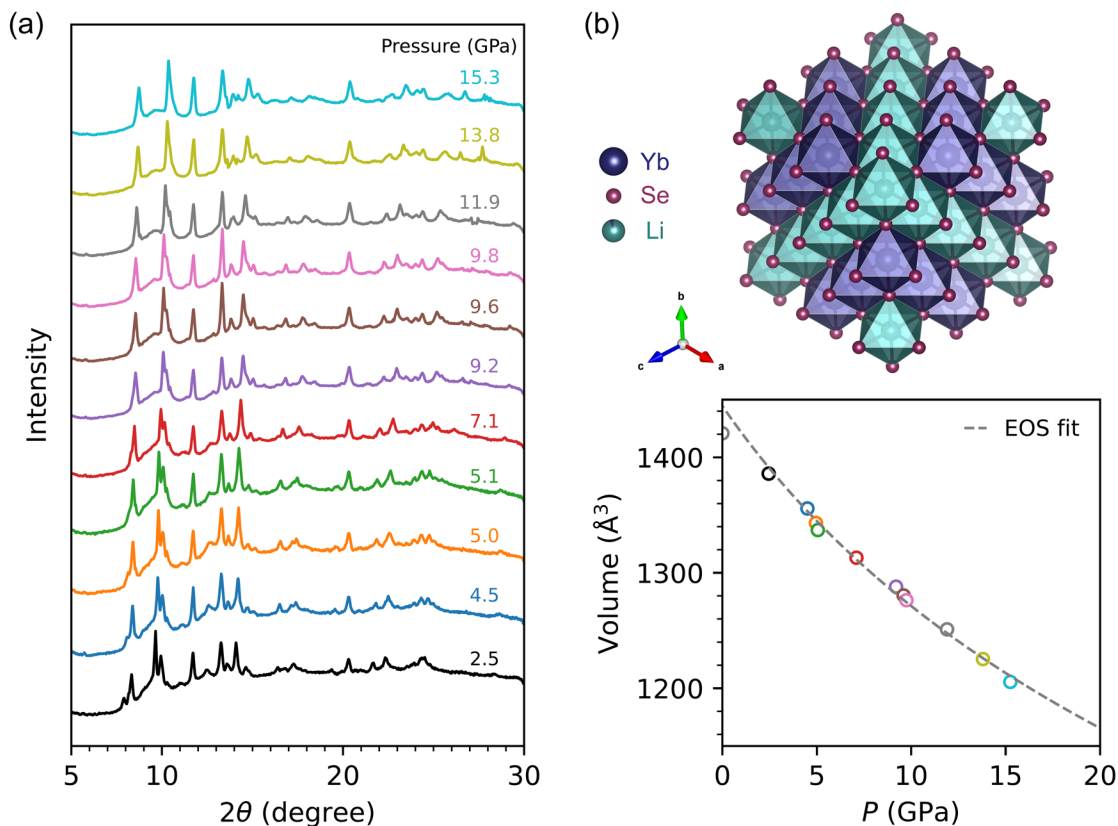 (a)
Pressure (GPa)
15.3
13.8
11.9
9.8
9.6
9.2
7.1
5.1
5.0
4.5
2.5
Intensity
5
10
20
30
2θ (degree)
(b)
Yb
Se
Li
b
c
a
EOS fit
1400
1300
1200
Volume (Å³)
0
5
10
15
20
P (GPa)